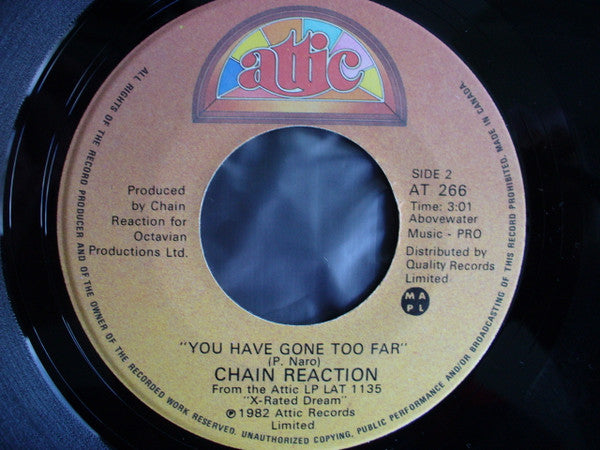 attic
SIDE 2
AT 266
Time: 3:01
Abovewater
Music - PRO
Distributed by
Quality Records
Limited
MA
PL
Produced
by Chain
Reaction for
Octavian
Productions Ltd.
"YOU HAVE GONE TOO FAR"
(P. Naro)
CHAIN REACTION
From the Attic LP LAT 1135
"X-Rated Dream"
℗ 1982 Attic Records
Limited
ALL RIGHTS OF THE RECORD PRODUCER AND OF THE OWNER OF THE RECORDED WORK RESERVED. UNAUTHORIZED COPYING, PUBLIC PERFORMANCE AND/OR BROADCASTING OF THIS RECORD PROHIBITED. MADE IN CANADA.